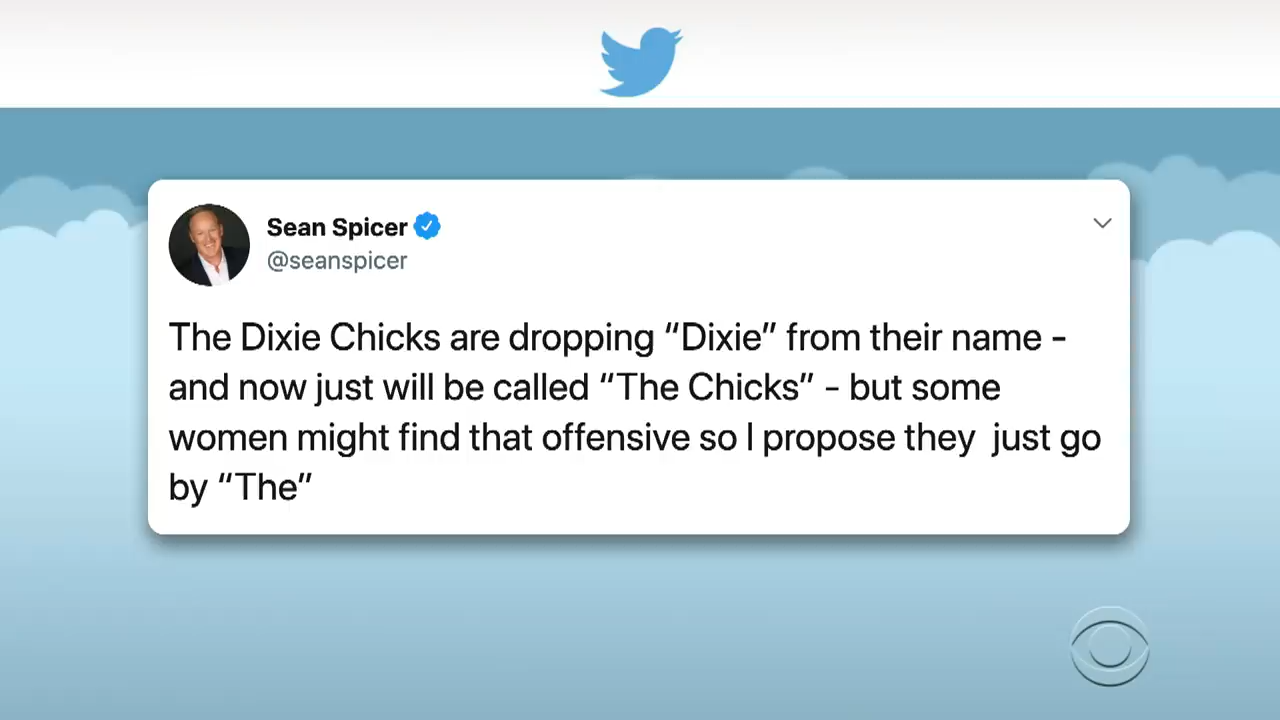 Sean Spicer
@seanspicer
The Dixie Chicks are dropping “Dixie” from their name -
and now just will be called “The Chicks” - but some
women might find that offensive so I propose they  just go
by “The”